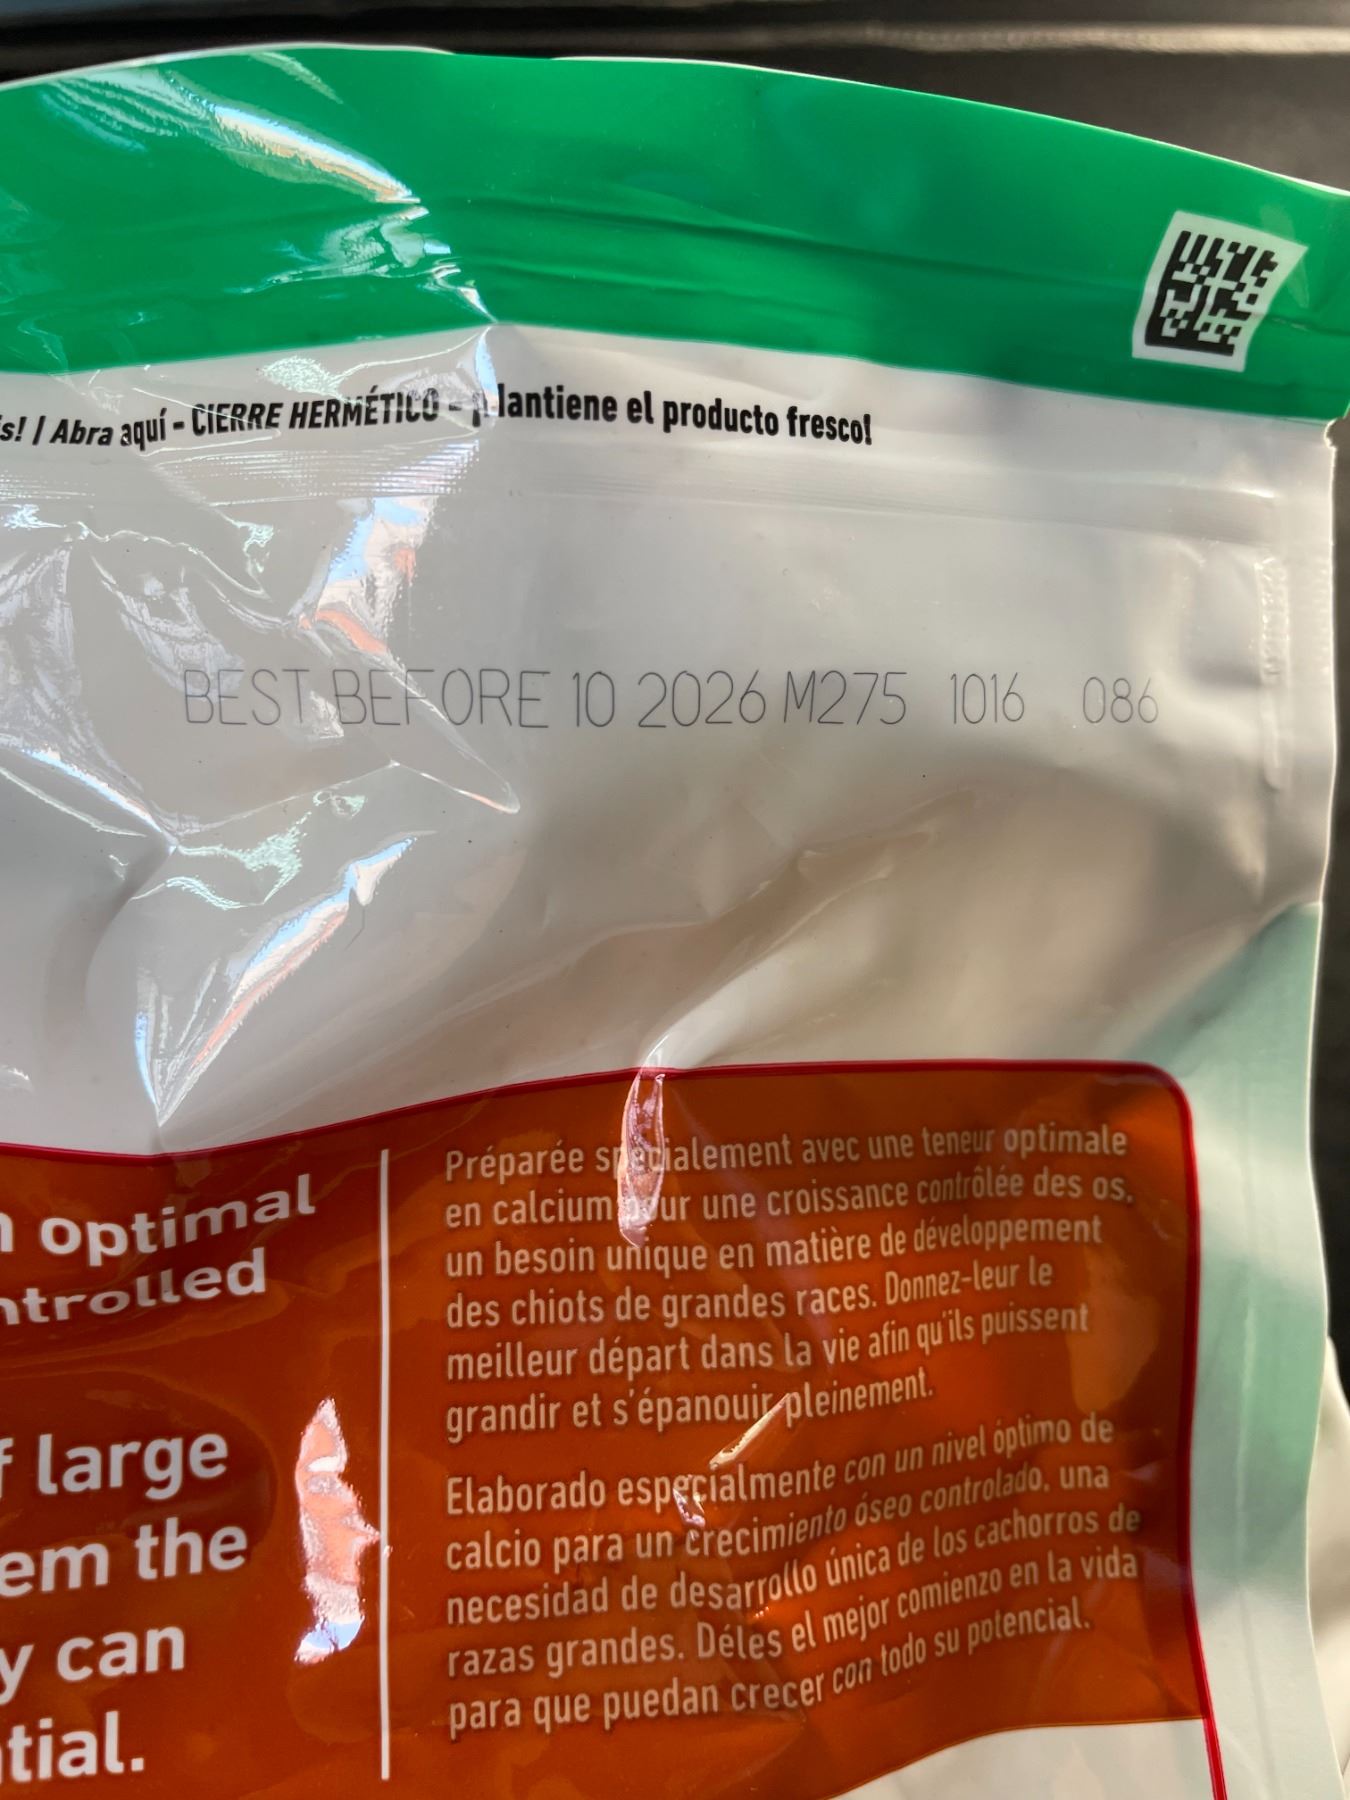 s! | Abra aquí - CIERRE HERMÉTICO - ¡Mantiene el producto fresco!
BEST BEFORE 10 2026 M275 1016 086
optimal
ntrolled
f large
em the
y can
tial.
Préparée spécialement avec une teneur optimale
en calcium pour une croissance contrôlée des os,
un besoin unique en matière de développement
des chiots de grandes races. Donnez-leur le
meilleur départ dans la vie afin qu'ils puissent
grandir et s'épanouir pleinement.
Elaborado especialmente con un nivel óptimo de
calcio para un crecimiento óseo controlado, una
necesidad de desarrollo única de los cachorros de
razas grandes. Déles el mejor comienzo en la vida
para que puedan crecer con todo su potencial.